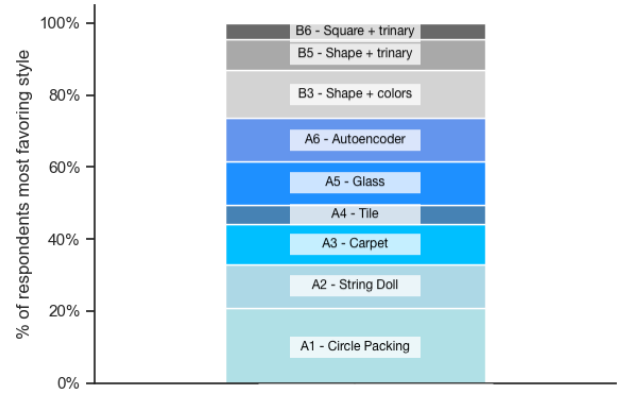 % of respondents most favoring style
100%
80%
60%
40%
20%
0%
B6 - Square + trinary
B5 - Shape + trinary
B3 - Shape + colors
A6 - Autoencoder
A5 - Glass
A4 - Tile
A3 - Carpet
A2 - String Doll
A1 - Circle Packing